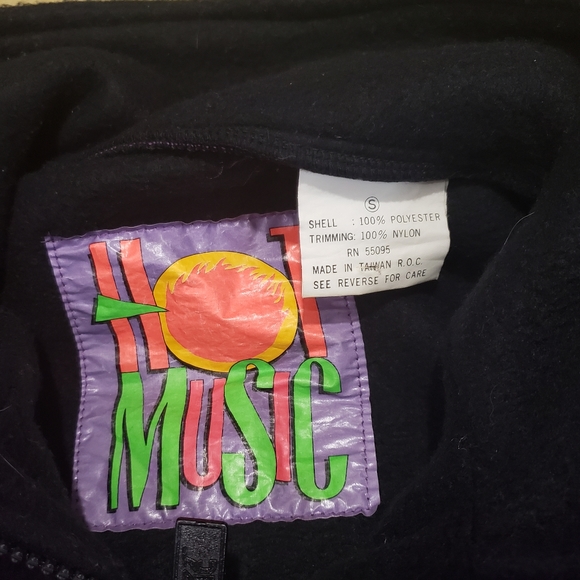 S
SHELL : 100% POLYESTER
TRIMMING: 100% NYLON
RN 55095
MADE IN TAIWAN R.O.C.
SEE REVERSE FOR CARE
HOT
MUSIC